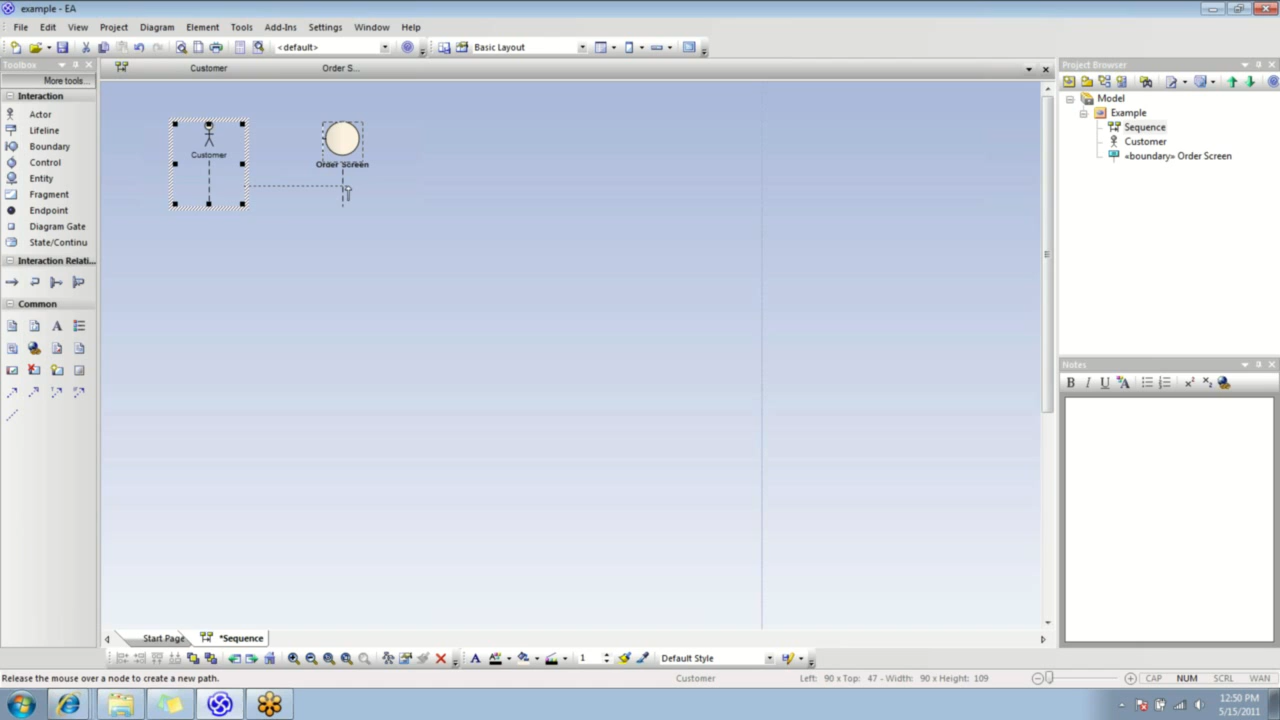 example - EA
File Edit View Project Diagram Element Tools Add-Ins Settings Window Help
<default>
Basic Layout
Toolbox
More tools...
Interaction
Actor
Lifeline
Boundary
Control
Entity
Fragment
Endpoint
Diagram Gate
State/Continu
Interaction Relati...
Common
A
Customer
Order S...
Customer
Order Screen
Project Browser
Model
Example
Sequence
Customer
«boundary» Order Screen
Notes
B I U A
Start Page
*Sequence
A
1
Default Style
Release the mouse over a node to create a new path.
Customer
Left: 90 x Top: 47 - Width: 90 x Height: 109
CAP NUM SCRL WAN
12:50 PM
5/15/2011